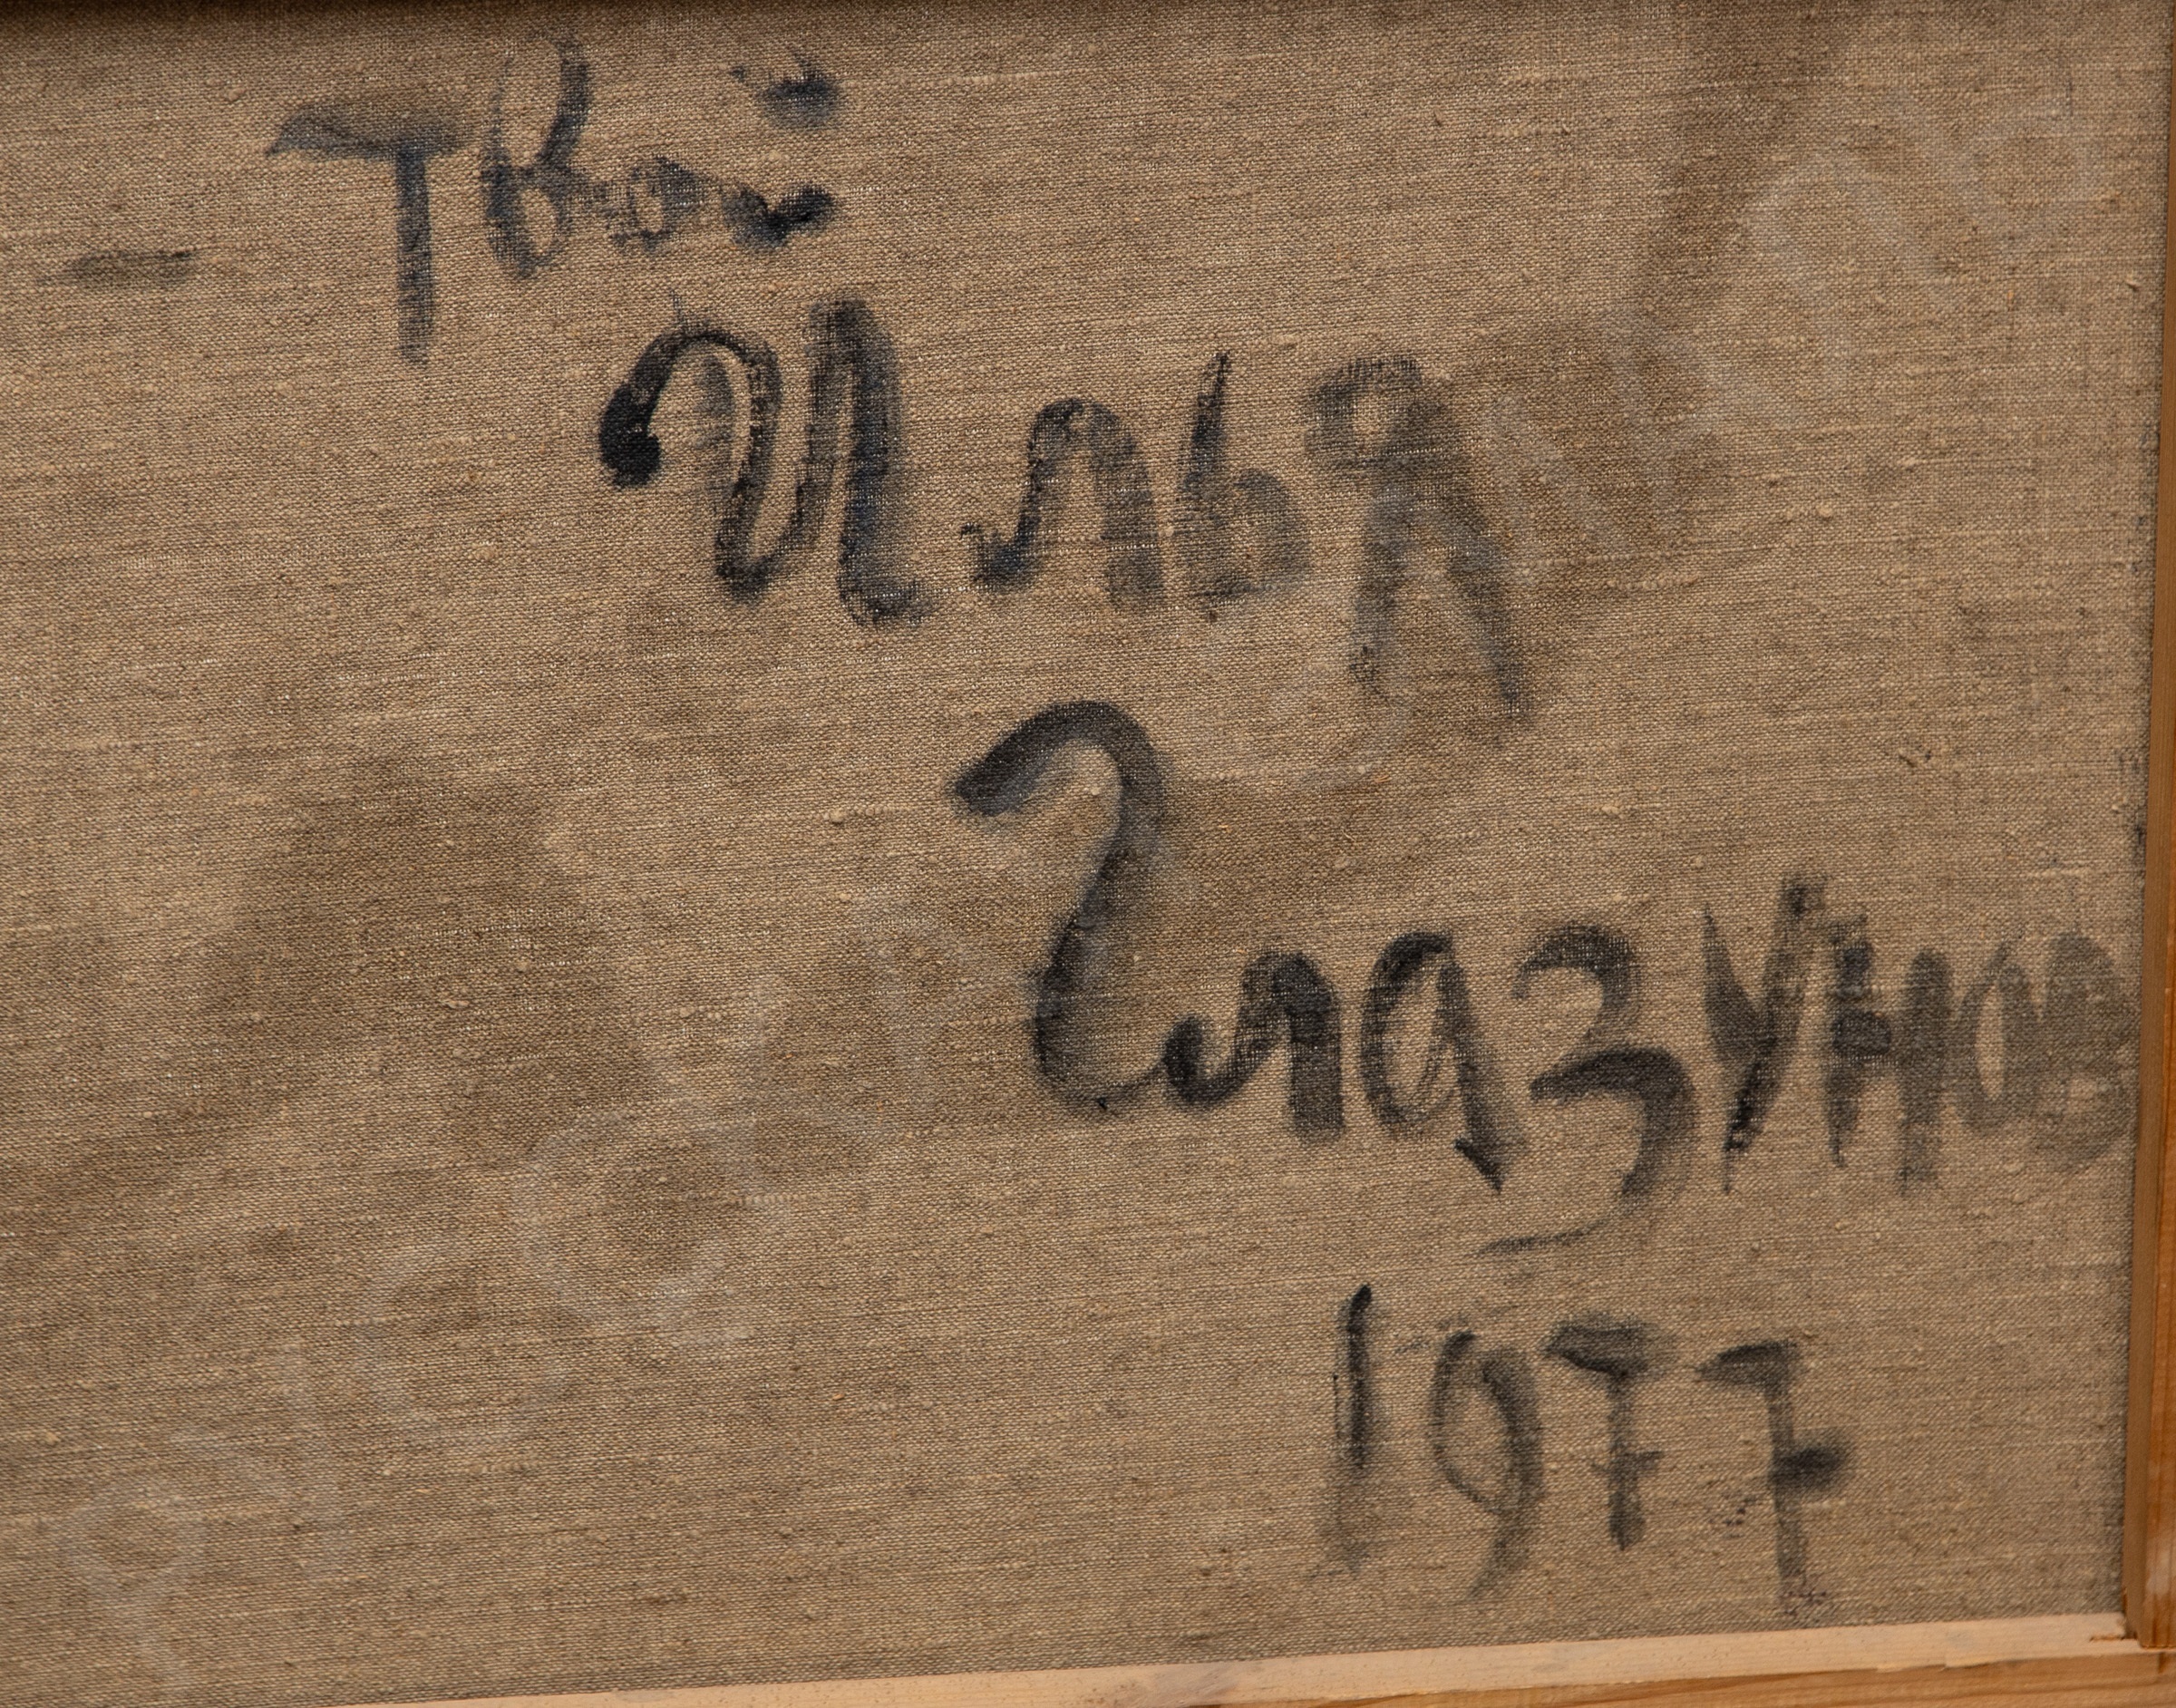 - Твой
Илья
Глазунов
1977